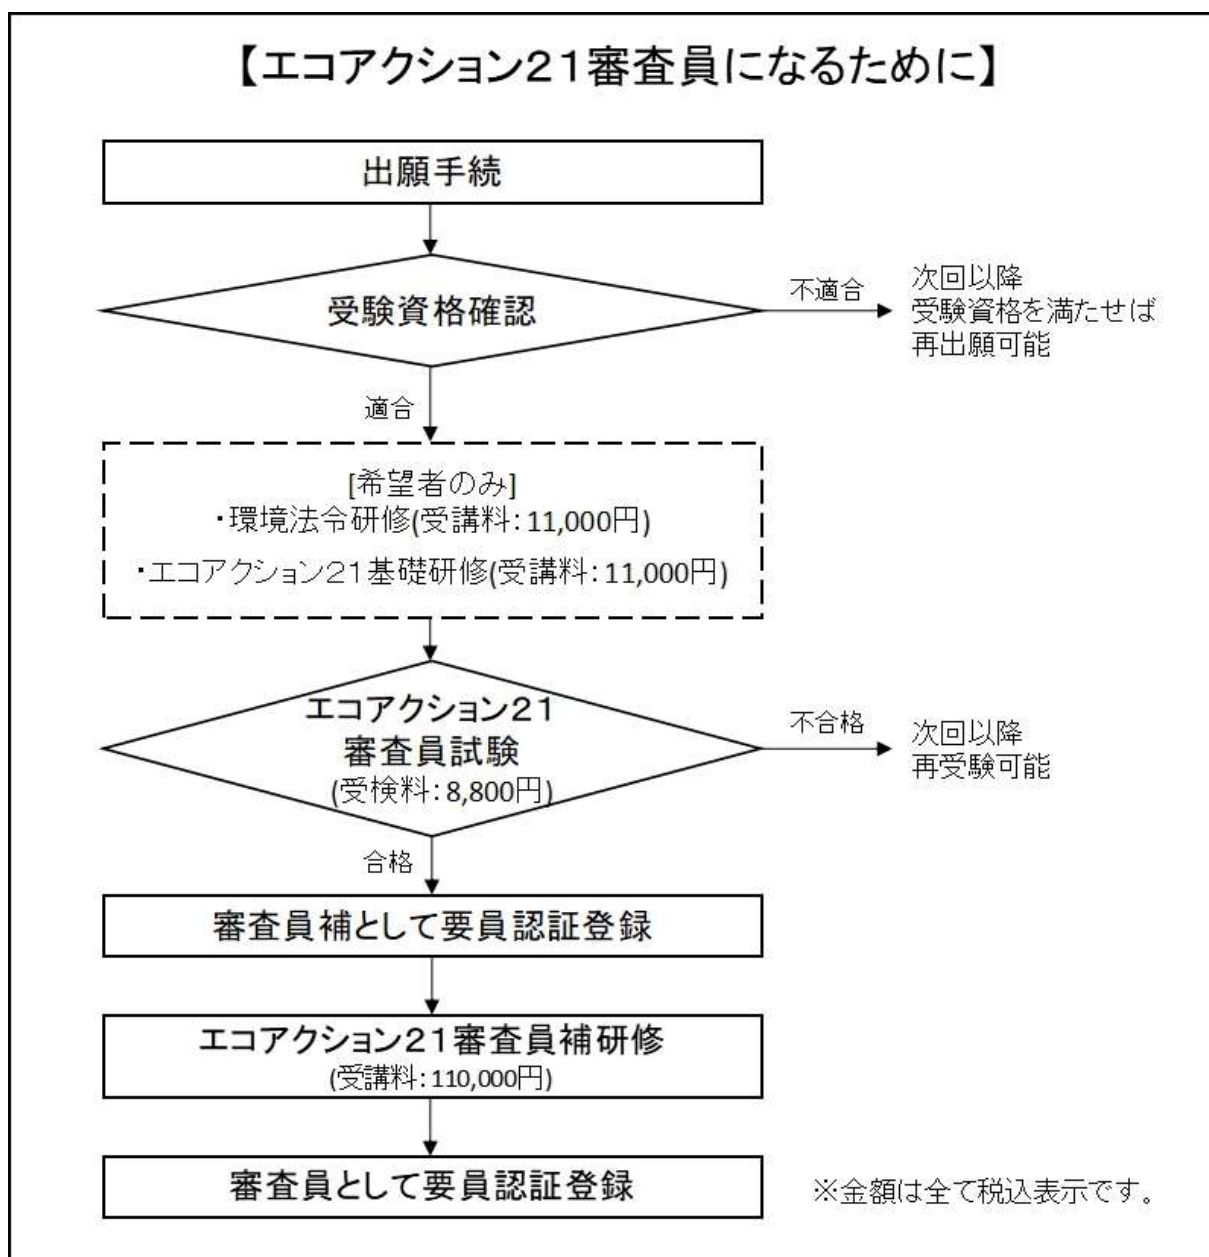 【エコアクション２１審査員になるために】
出願手続
受験資格確認
不適合
次回以降
受験資格を満たせば
再出願可能
適合
[希望者のみ]
・環境法令研修(受講料：11,000円)
・エコアクション２１基礎研修(受講料：11,000円)
エコアクション２１
審査員試験
(受検料：8,800円)
不合格
次回以降
再受験可能
合格
審査員補として要員認証登録
エコアクション２１審査員補研修
(受講料：110,000円)
審査員として要員認証登録
※金額は全て税込表示です。